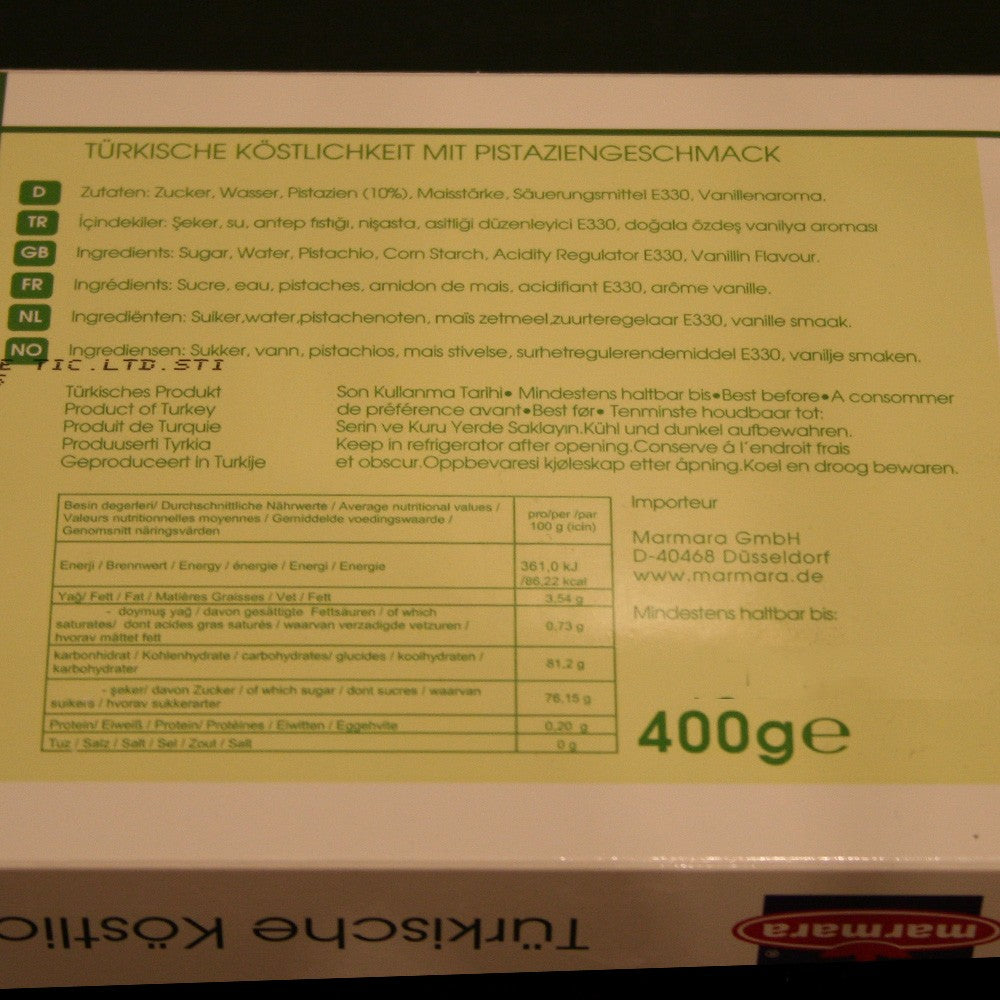 TÜRKISCHE KÖSTLICHKEIT MIT PISTAZIENGESCHMACK
D Zutaten: Zucker, Wasser, Pistazien (10%), Maisstärke, Säuerungsmittel E330, Vanillenaroma.
TR İçindekiler: Şeker, su, antep fıstığı, nişasta, asitliği düzenleyici E330, doğala özdeş vanilya aroması
GB Ingredients: Sugar, Water, Pistachio, Corn Starch, Acidity Regulator E330, Vanillin Flavour.
FR Ingrédients: Sucre, eau, pistaches, amidon de mais, acidifiant E330, arôme vanille.
NL Ingrediënten: Suiker,water,pistachenoten, maïs zetmeel,zuurteregelaar E330, vanille smaak.
NO Ingrediensen: Sukker, vann, pistachios, mais stivelse, surhetregulerendemiddel E330, vanilje smaken.
TIC.LTD.STI
Türkisches Produkt
Product of Turkey
Produit de Turquie
Produuserti Tyrkia
Geproduceert in Turkije
Son Kullanma Tarihi• Mindestens haltbar bis•Best before•A consommer
de préférence avant•Best før• Tenminste houdbaar tot:
Serin ve Kuru Yerde Saklayın.Kühl und dunkel aufbewahren.
Keep in refrigerator after opening.Conserve á l'endroit frais
et obscur.Oppbevaresi kjøleskap etter åpning.Koel en droog bewaren.
Besin degerleri/ Durchschnittliche Nährwerte / Average nutritional values /
Valeurs nutritionnelles moyennes / Gemiddelde voedingswaarde /
Genomsnitt näringsvärden
pro/per /par
100 g (icin)
Enerji / Brennwert / Energy / énergie / Energi / Energie
361,0 kJ
/86,22 kcal
Yağ/ Fett / Fat / Matières Graisses / Vet / Fett
3,54 g
- doymuş yağ / davon gesättigte Fettsäuren / of which
saturates/ dont acides gras saturés / waarvan verzadigde vetzuren /
hvorav mättet fett
0,73 g
karbonhidrat / Kohlenhydrate / carbohydrates/ glucides / koolhydraten /
karbohydrater
81,2 g
- şeker/ davon Zucker / of which sugar / dont sucres / waarvan
suikers / hvorav sukkerarter
76,15 g
Protein/ Eiweiß / Protein/ Protéines / Eiwitten / Eggehvite
0,20 g
Tuz / Salz / Salt / Sel / Zout / Salt
0 g
Importeur
Marmara GmbH
D-40468 Düsseldorf
www.marmara.de
Mindestens haltbar bis:
400g℮
Türkische Köstlic
marmara